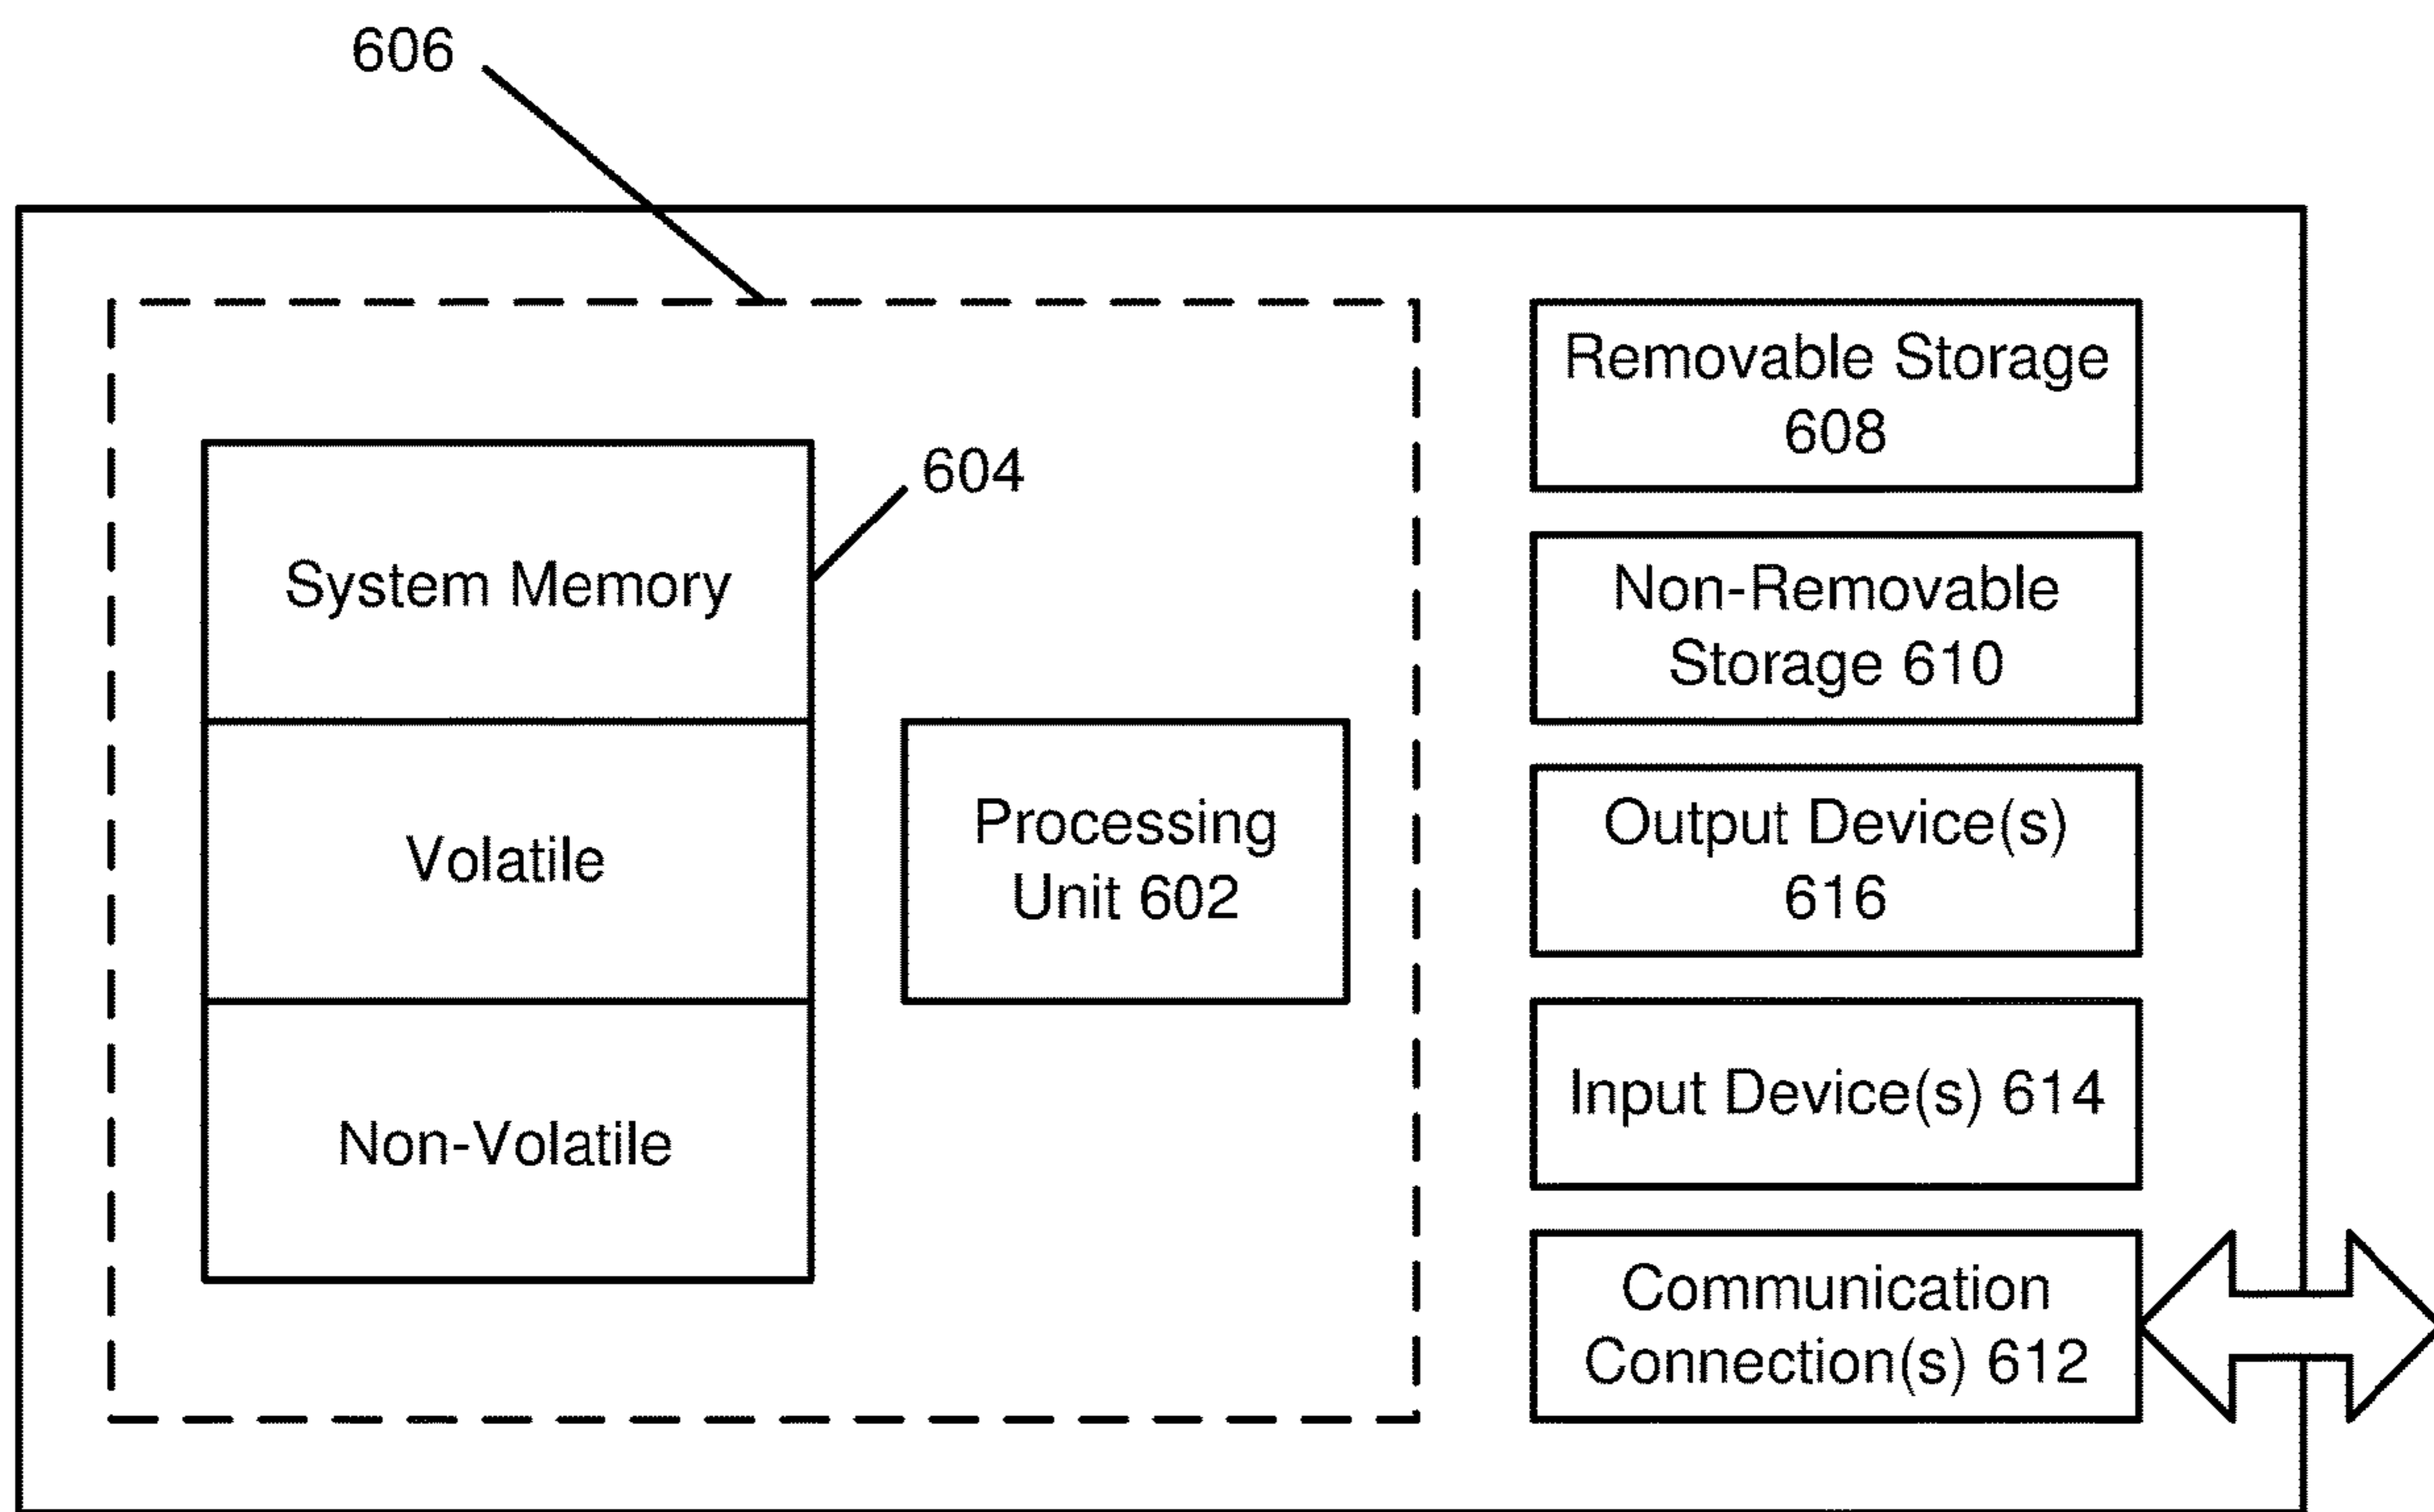 606
604
System Memory
Volatile
Non-Volatile
Processing
Unit 602
Removable Storage
608
Non-Removable
Storage 610
Output Device(s)
616
Input Device(s) 614
Communication
Connection(s) 612